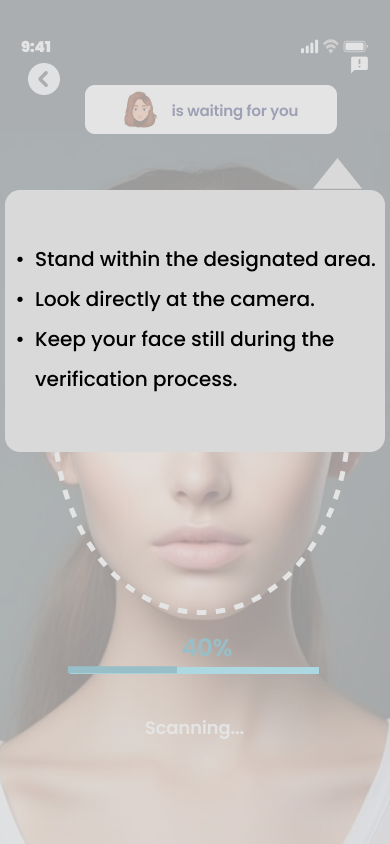 9:41
is waiting for you
• Stand within the designated area.
• Look directly at the camera.
• Keep your face still during the
verification process.
40%
Scanning...